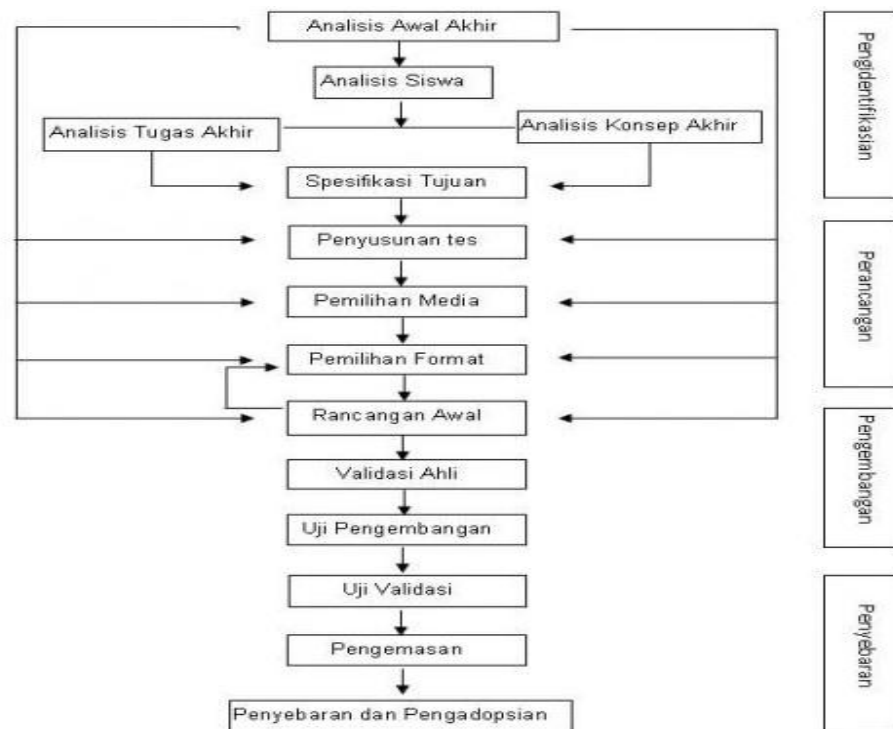 Analisis Awal Akhir
Analisis Siswa
Analisis Tugas Akhir
Analisis Konsep Akhir
Spesifikasi Tujuan
Penyusunan tes
Pemilihan Media
Pemilihan Format
Rancangan Awal
Validasi Ahli
Uji Pengembangan
Uji Validasi
Pengemasan
Penyebaran dan Pengadopsian
Pengidentifikasian
Perancangan
Pengembangan
Penyebaran